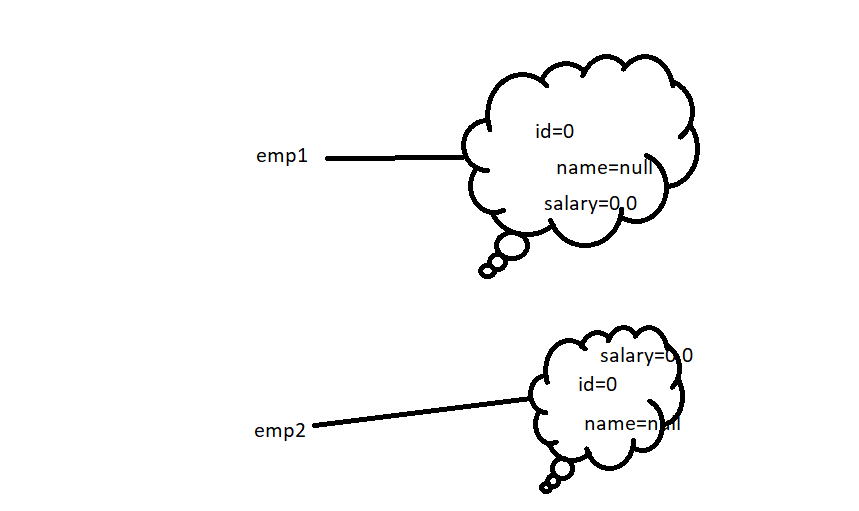 id=0
emp1
name=null
salary=0.0
salary=0.0
id=0
name=null
emp2